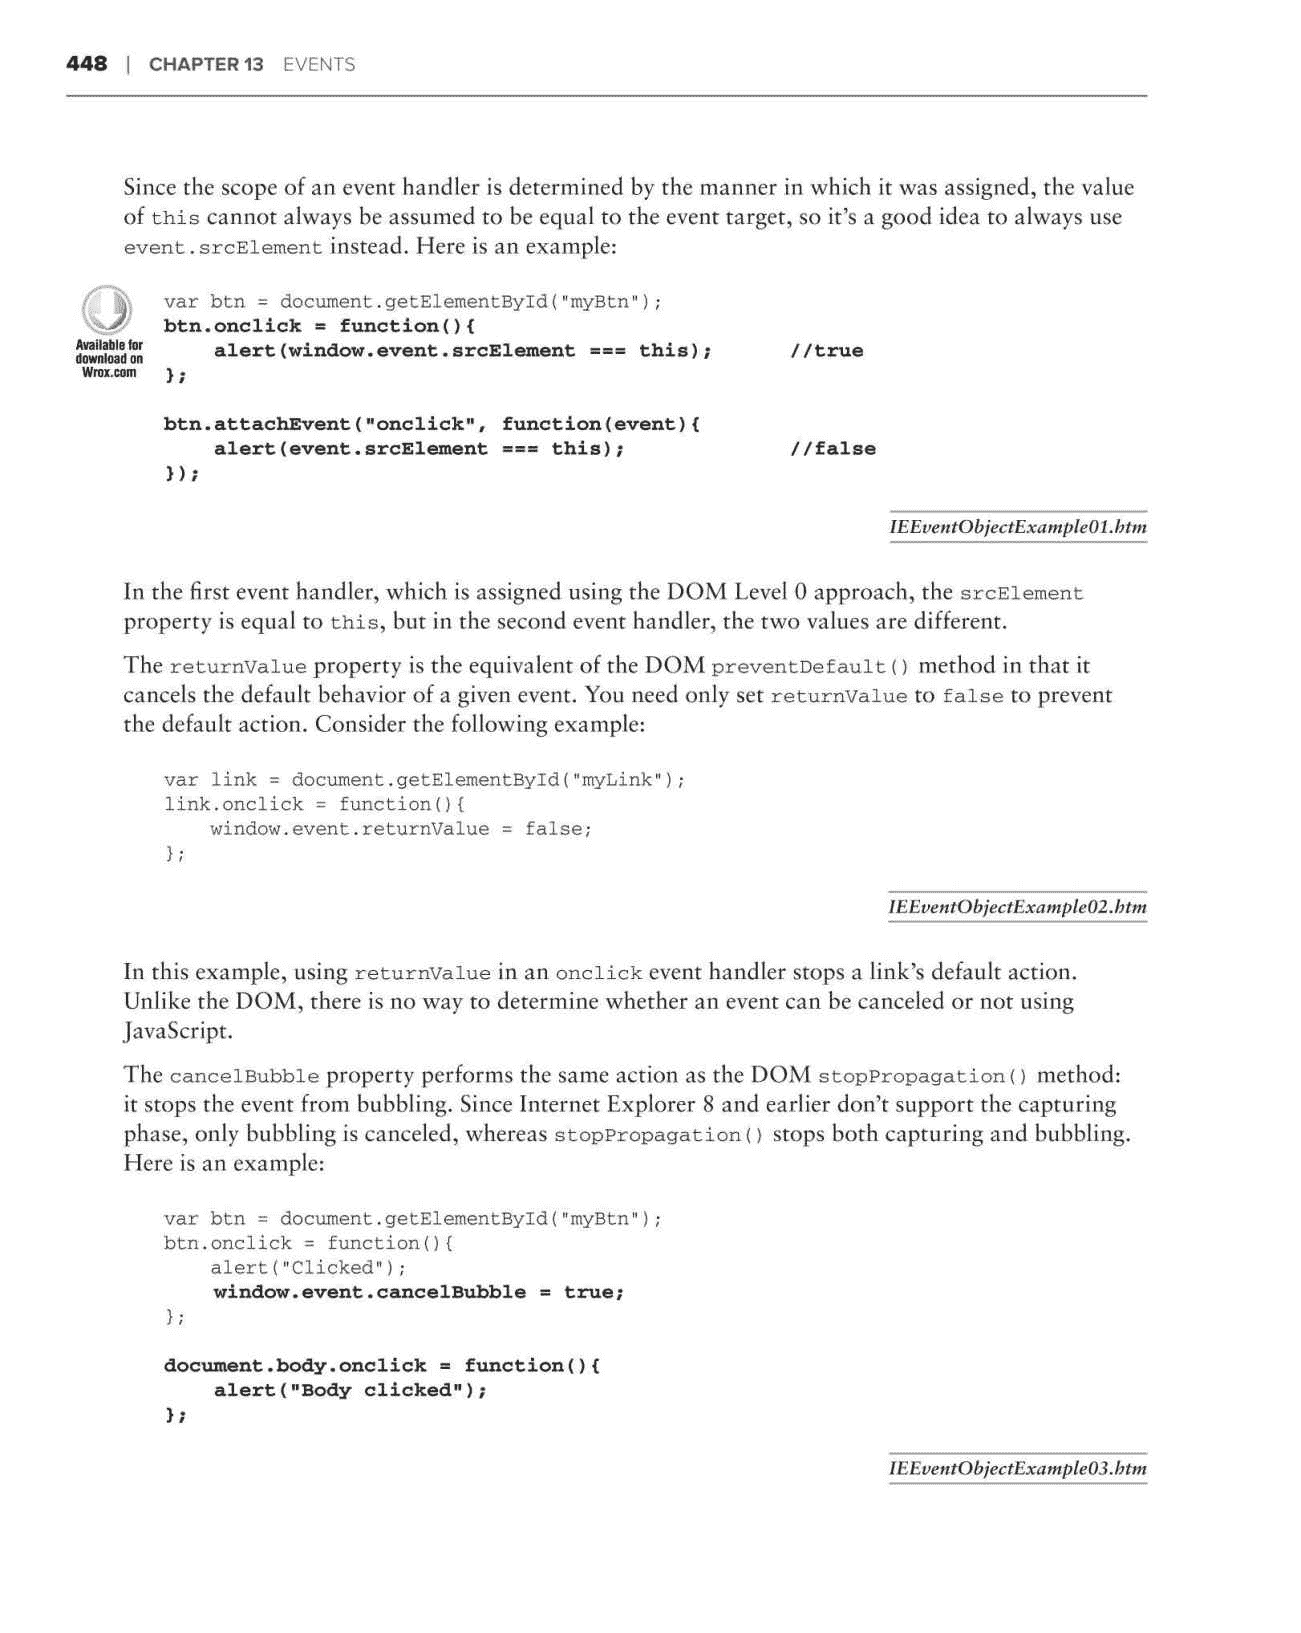 448 | CHAPTER 13 EVENTS
Since the scope of an event handler is determined by the manner in which it was assigned, the value
of this cannot always be assumed to be equal to the event target, so it’s a good idea to always use
event.srcElement instead. Here is an example:
Available for
download on
Wrox.com
var btn = document.getElementById("myBtn");
btn.onclick = function(){
    alert(window.event.srcElement === this);      //true
};
btn.attachEvent("onclick", function(event){
    alert(event.srcElement === this);             //false
});
IEEventObjectExample01.htm
In the first event handler, which is assigned using the DOM Level 0 approach, the srcElement
property is equal to this, but in the second event handler, the two values are different.
The returnValue property is the equivalent of the DOM preventDefault() method in that it
cancels the default behavior of a given event. You need only set returnValue to false to prevent
the default action. Consider the following example:
var link = document.getElementById("myLink");
link.onclick = function(){
    window.event.returnValue = false;
};
IEEventObjectExample02.htm
In this example, using returnValue in an onclick event handler stops a link’s default action.
Unlike the DOM, there is no way to determine whether an event can be canceled or not using
JavaScript.
The cancelBubble property performs the same action as the DOM stopPropagation() method:
it stops the event from bubbling. Since Internet Explorer 8 and earlier don’t support the capturing
phase, only bubbling is canceled, whereas stopPropagation() stops both capturing and bubbling.
Here is an example:
var btn = document.getElementById("myBtn");
btn.onclick = function(){
    alert("Clicked");
    window.event.cancelBubble = true;
};
document.body.onclick = function(){
    alert("Body clicked");
};
IEEventObjectExample03.htm